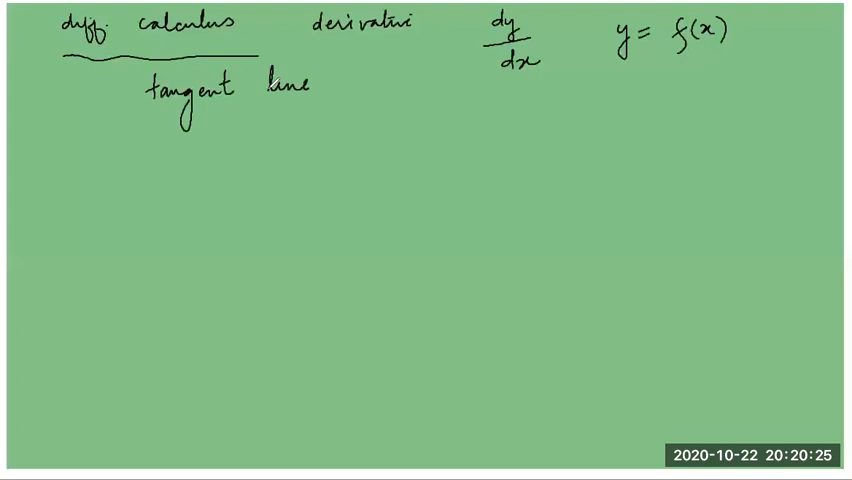 diff. calculus derivative dy/dx y = f(x)
tangent line
2020-10-22 20:20:25